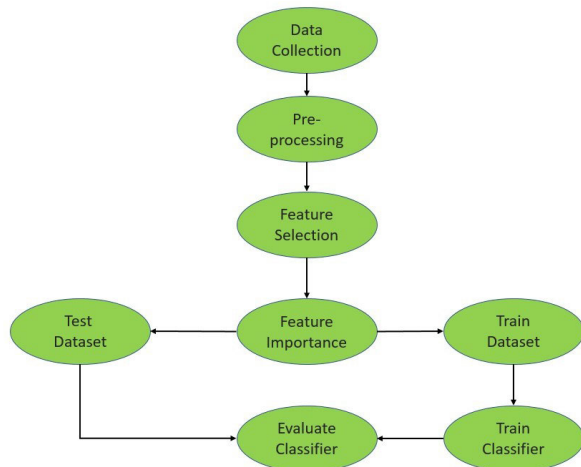 Data
Collection
Pre-
processing
Feature
Selection
Test
Dataset
Feature
Importance
Train
Dataset
Evaluate
Classifier
Train
Classifier